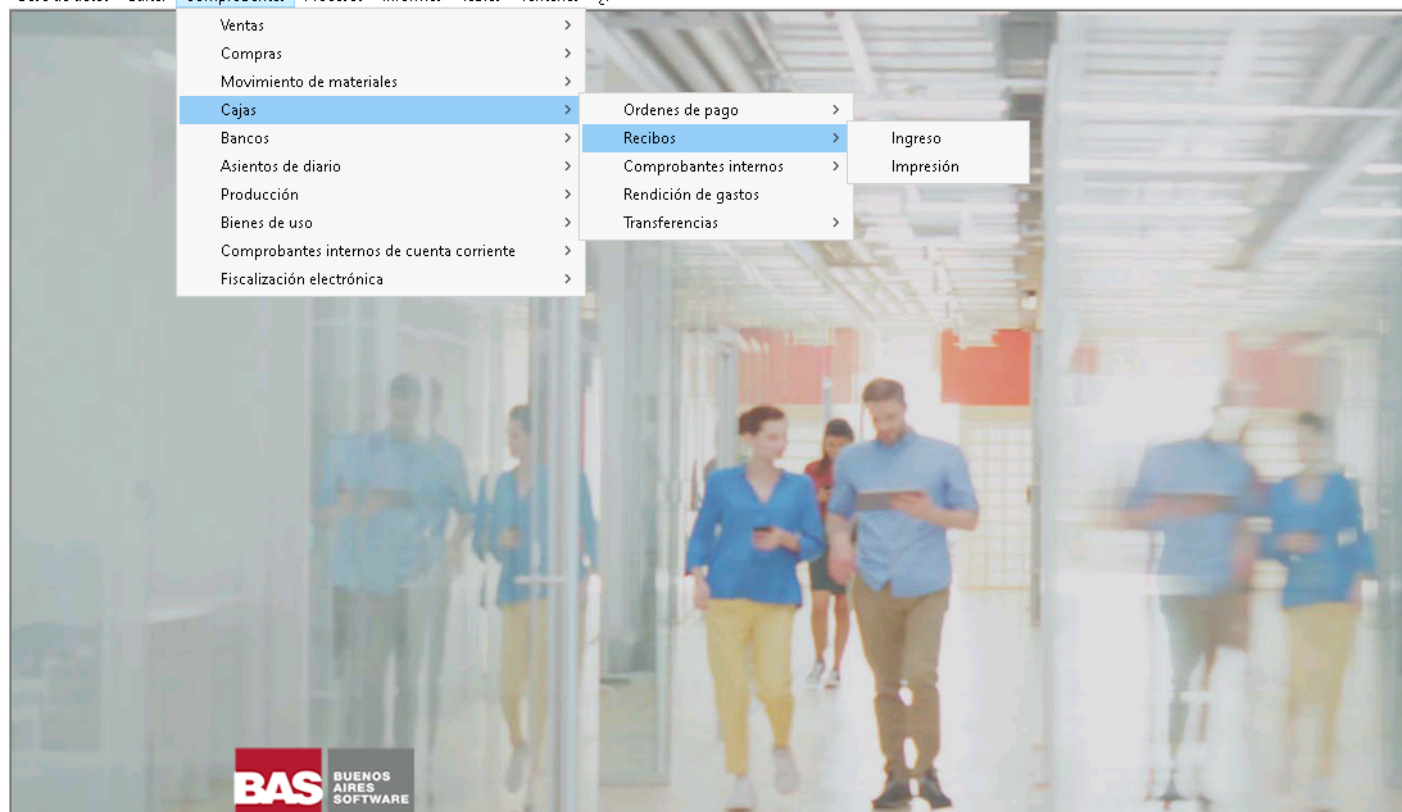 Comprobantes
Ventas
Compras
Movimiento de materiales
Cajas
Bancos
Asientos de diario
Producción
Bienes de uso
Comprobantes internos de cuenta corriente
Fiscalización electrónica
Ordenes de pago
Recibos
Comprobantes internos
Rendición de gastos
Transferencias
Ingreso
Impresión
BAS
BUENOS
AIRES
SOFTWARE